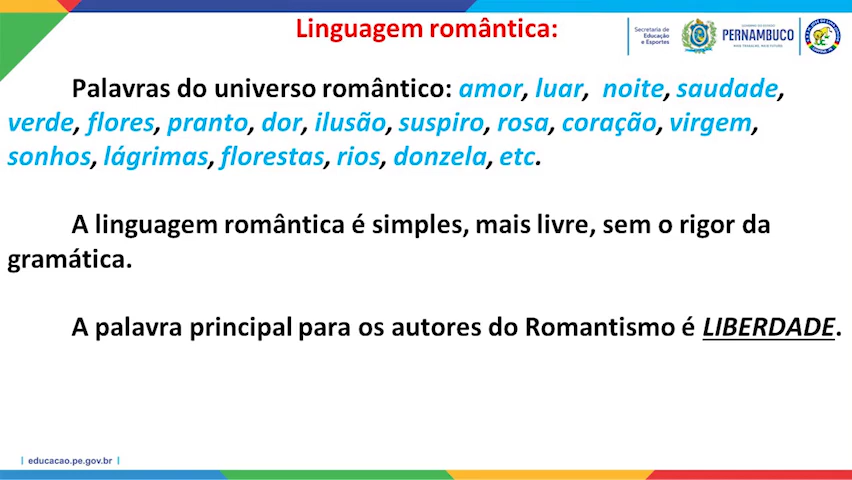 Linguagem romântica:
Secretaria de
Educação
e Esportes
PERNAMBUCO
Palavras do universo romântico: amor, luar, noite, saudade,
verde, flores, pranto, dor, ilusão, suspiro, rosa, coração, virgem,
sonhos, lágrimas, florestas, rios, donzela, etc.
A linguagem romântica é simples, mais livre, sem o rigor da
gramática.
A palavra principal para os autores do Romantismo é LIBERDADE.
educacao.pe.gov.br